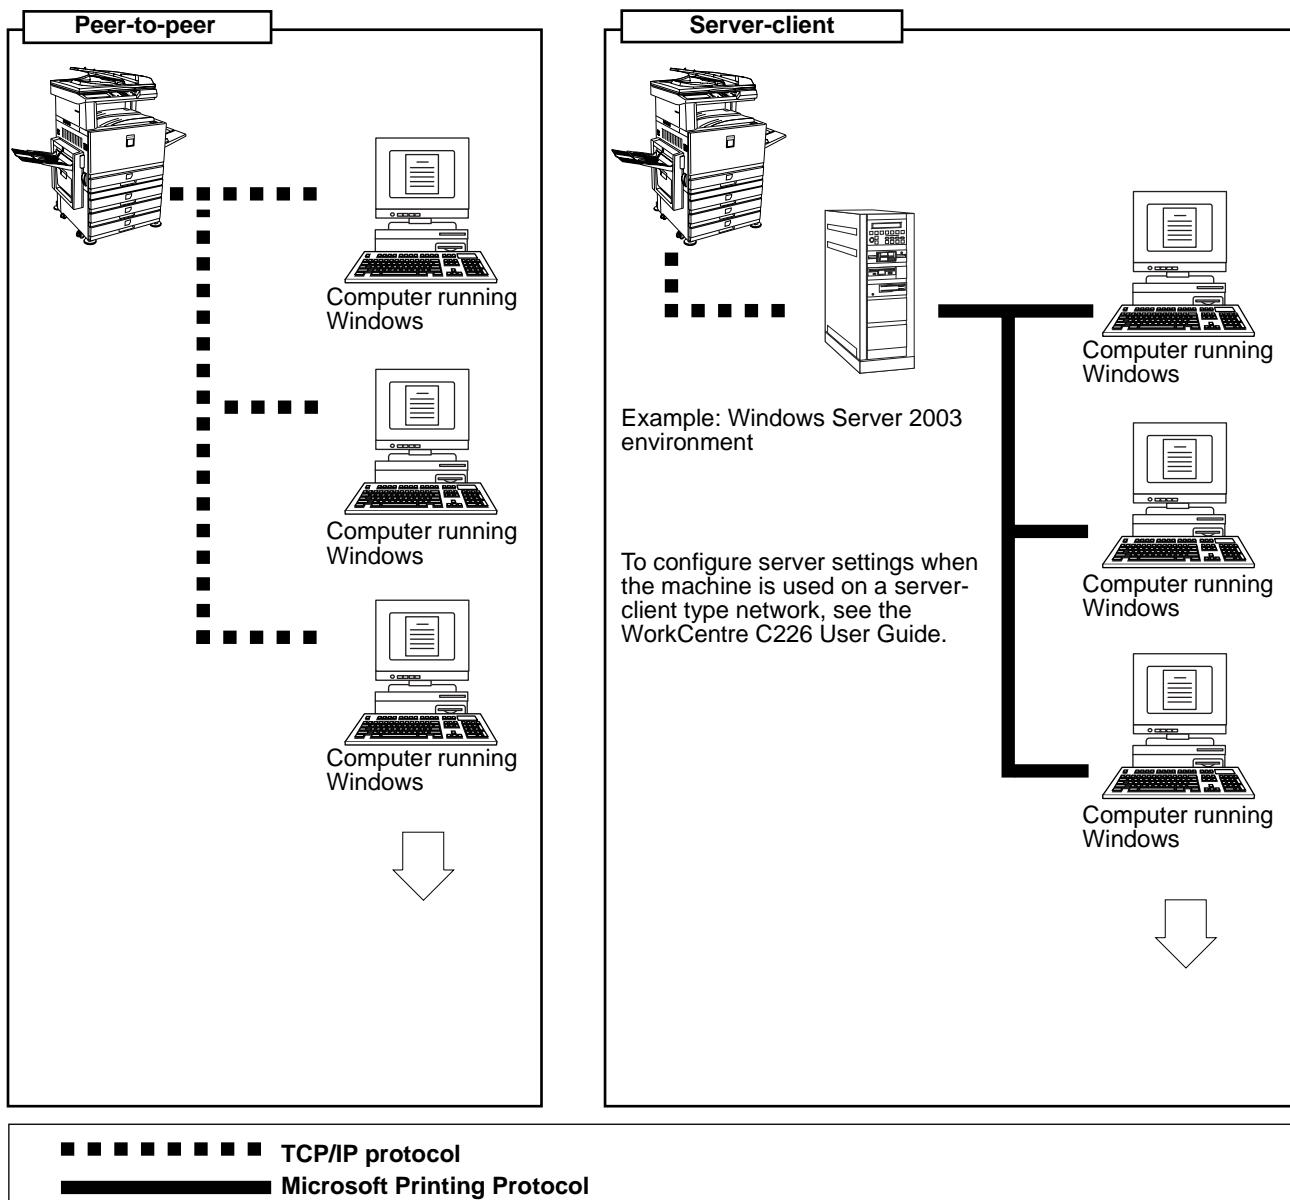 Peer-to-peer
Computer running
Windows
Computer running
Windows
Computer running
Windows
Server-client
Example: Windows Server 2003
environment
To configure server settings when
the machine is used on a server-
client type network, see the
WorkCentre C226 User Guide.
Computer running
Windows
Computer running
Windows
Computer running
Windows
TCP/IP protocol
Microsoft Printing Protocol